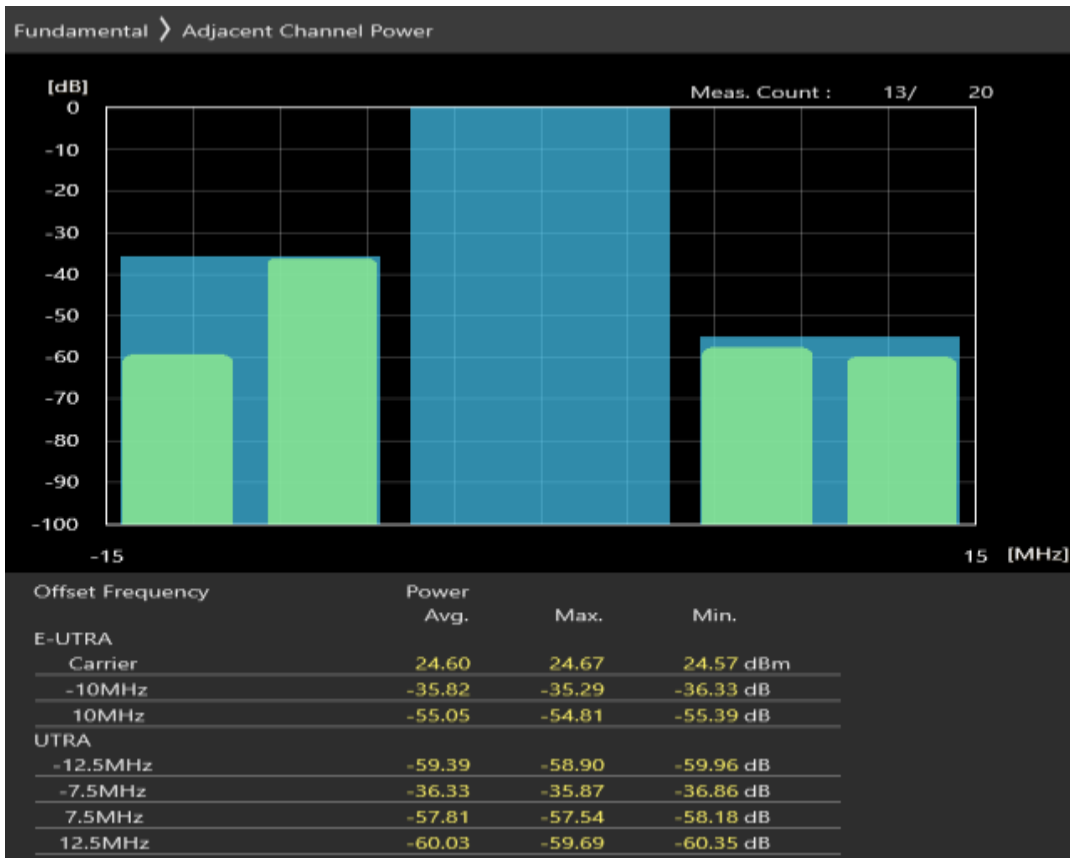 Fundamental 〉 Adjacent Channel Power
[dB]
Meas. Count : 13/ 20
0
-10
-20
-30
-40
-50
-60
-70
-80
-90
-100
-15 15 [MHz]
Offset Frequency Power
Avg. Max. Min.
E-UTRA
Carrier 24.60 24.67 24.57 dBm
-10MHz -35.82 -35.29 -36.33 dB
10MHz -55.05 -54.81 -55.39 dB
UTRA
-12.5MHz -59.39 -58.90 -59.96 dB
-7.5MHz -36.33 -35.87 -36.86 dB
7.5MHz -57.81 -57.54 -58.18 dB
12.5MHz -60.03 -59.69 -60.35 dB